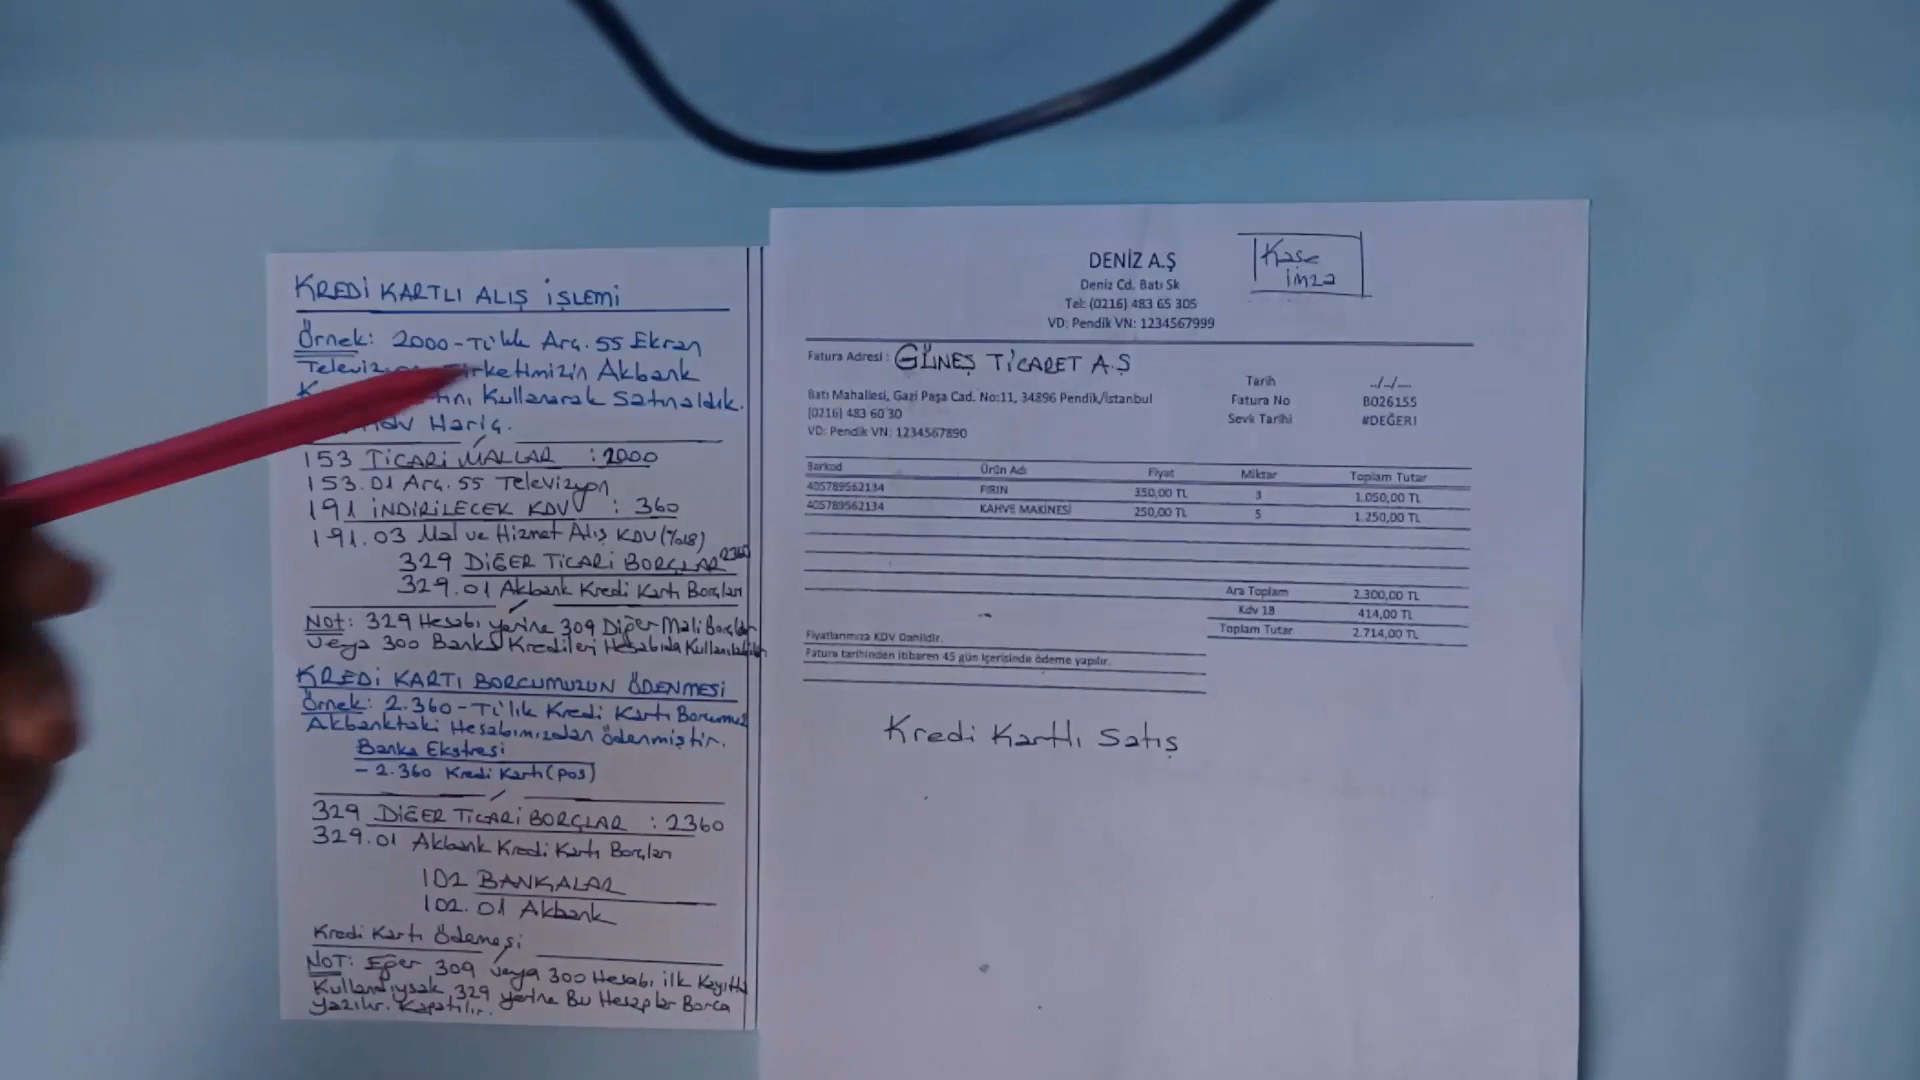 KREDİ KARTLI ALIŞ İŞLEMİ
Örnek: 2000-TL'lik Arç. 55 Ekran
Şirketimizin Akbank
Kullanarak Satınaldık.
Hariç.
153 TİCARİ MALLAR : 2000
153.01 Arç. 55 Televizyon
191 İNDİRİLECEK KDV : 360
191.03 Mal ve Hizmet Alış KDV (%18)
329 DİĞER TİCARİ BORÇLAR 2360
329.01 Akbank Kredi Kartı Borçları
Not: 329 Hesabı yerine 309 Diğer Mali Borçlar
veya 300 Banka Kredileri Hesabıda Kullanılabilir
KREDİ KARTI BORCUMUZUN ÖDENMESİ
Örnek: 2.360-TL'lik Kredi Kartı Borcumuz
Akbanktaki Hesabımızdan ödenmiştir.
Banka Ekstresi
- 2.360 Kredi Kartı (pos)
329 DİĞER TİCARİ BORÇLAR : 2360
329.01 Akbank Kredi Kartı Borçları
102 BANKALAR
102.01 Akbank
Kredi Kartı Ödemesi
NOT: Eğer 309 veya 300 Hesabı ilk Kayıtta
Kullandıysak 329 yerine Bu Hesaplar Borca
yazılır. Kapatılır.
DENİZ A.Ş
Deniz Cd. Batı Sk
Tel: (0216) 483 65 305
VD: Pendik VN: 1234567999
Kaşe
imza
Fatura Adresi : GÜNEŞ TİCARET A.Ş
Batı Mahallesi, Gazi Paşa Cad. No:11, 34896 Pendik/İstanbul
(0216) 483 60 30
VD: Pendik VN: 1234567890
Tarih ../../....
Fatura No B026155
Sevk Tarihi #DEĞER!
Barkod Ürün Adı Fiyat Miktar Toplam Tutar
405789562134 FIRIN 350,00 TL 3 1.050,00 TL
405789562134 KAHVE MAKİNESİ 250,00 TL 5 1.250,00 TL
Ara Toplam 2.300,00 TL
Kdv 18 414,00 TL
Toplam Tutar 2.714,00 TL
Fiyatlarımıza KDV Dahildir.
Fatura tarihinden itibaren 45 gün içerisinde ödeme yapılır.
Kredi Kartlı Satış